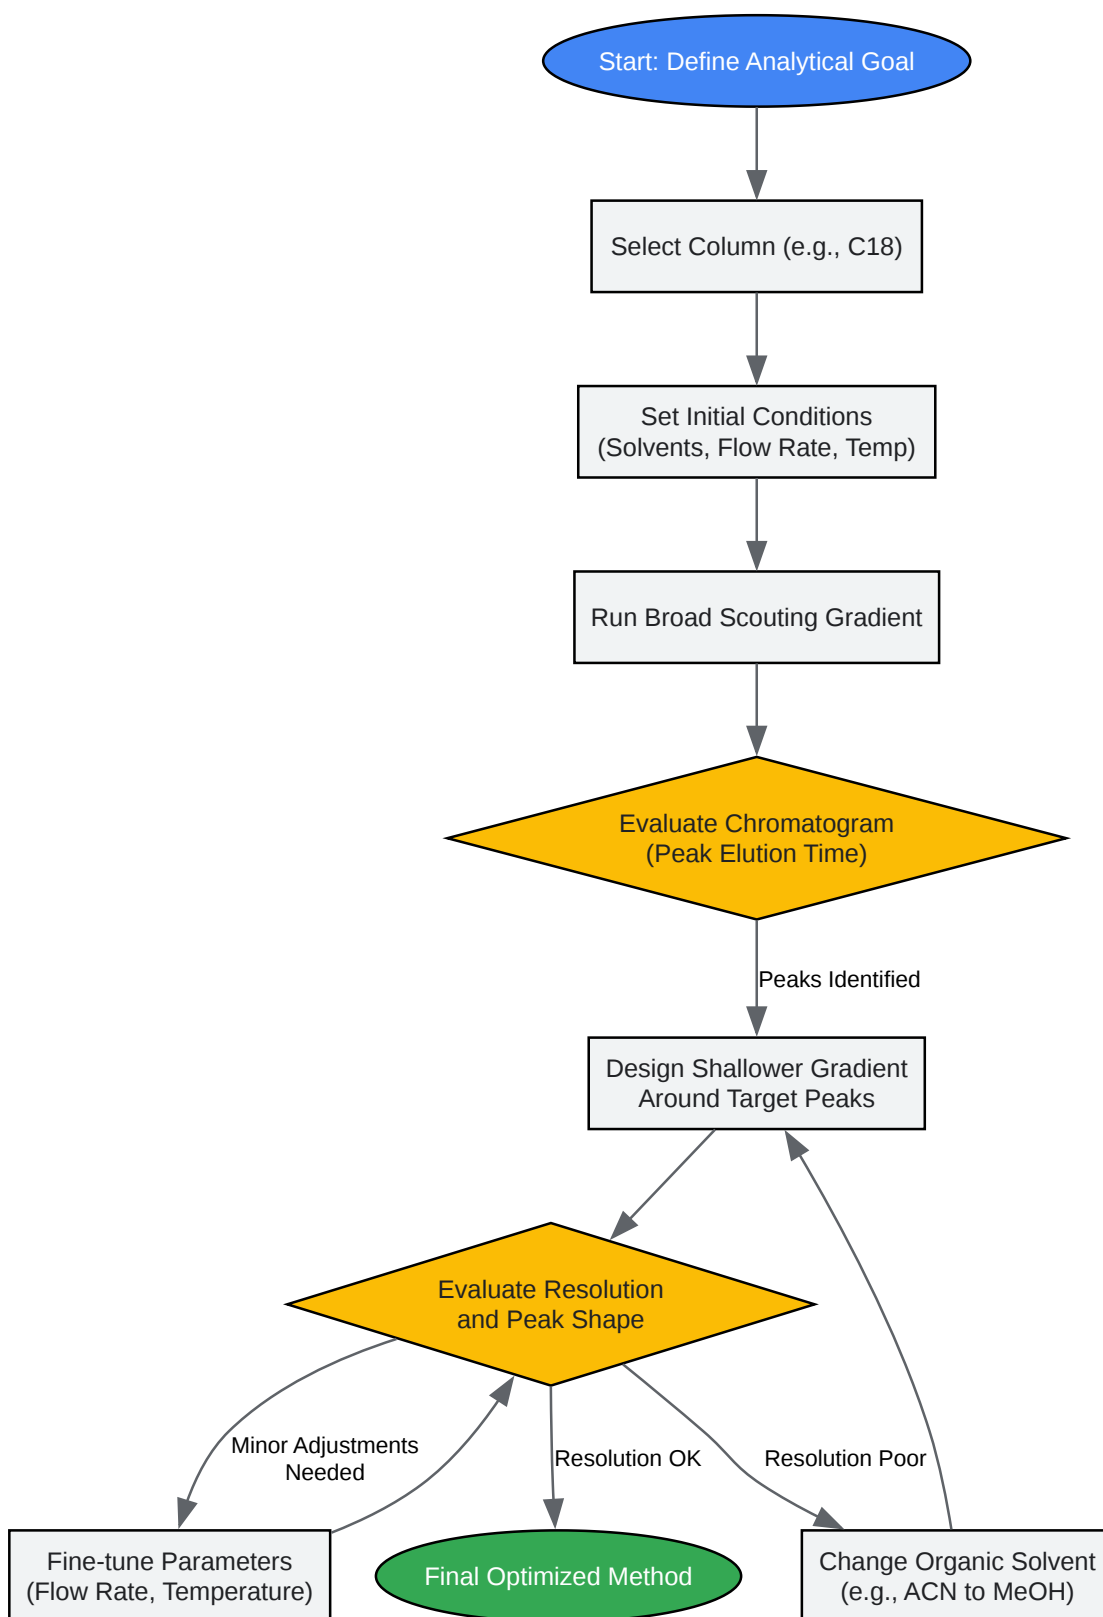 Start: Define Analytical Goal
Select Column (e.g., C18)
Set Initial Conditions
(Solvents, Flow Rate, Temp)
Run Broad Scouting Gradient
Evaluate Chromatogram
(Peak Elution Time)
Peaks Identified
Design Shallower Gradient
Around Target Peaks
Evaluate Resolution
and Peak Shape
Minor Adjustments
Needed
Resolution OK
Resolution Poor
Fine-tune Parameters
(Flow Rate, Temperature)
Final Optimized Method
Change Organic Solvent
(e.g., ACN to MeOH)